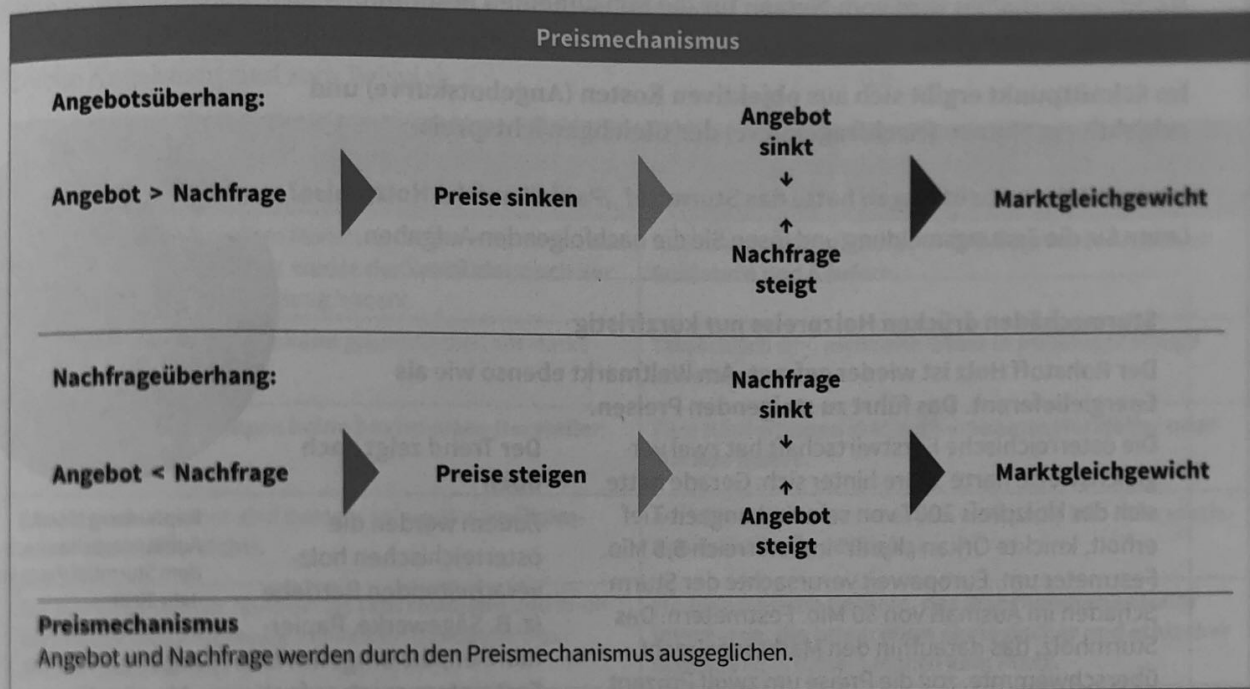 Preismechanismus
Angebotsüberhang:
Angebot > Nachfrage
Preise sinken
Angebot
sinkt
↓
↑
Nachfrage
steigt
Marktgleichgewicht
Nachfrageüberhang:
Angebot < Nachfrage
Preise steigen
Nachfrage
sinkt
↓
↑
Angebot
steigt
Marktgleichgewicht
Preismechanismus
Angebot und Nachfrage werden durch den Preismechanismus ausgeglichen.